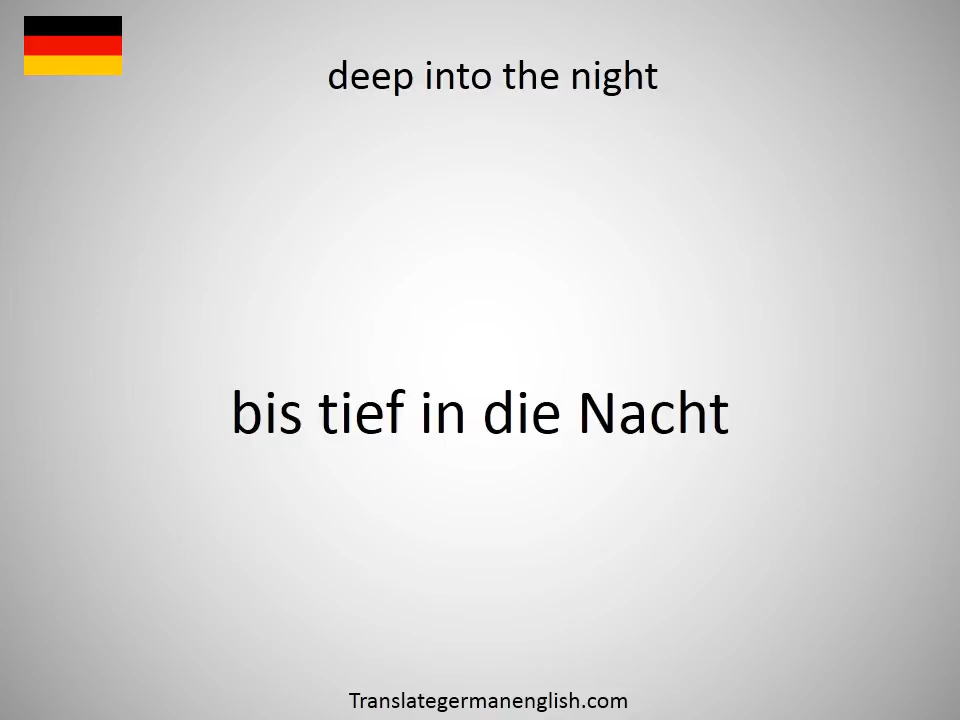 deep into the night
bis tief in die Nacht
Translategermanenglish.com